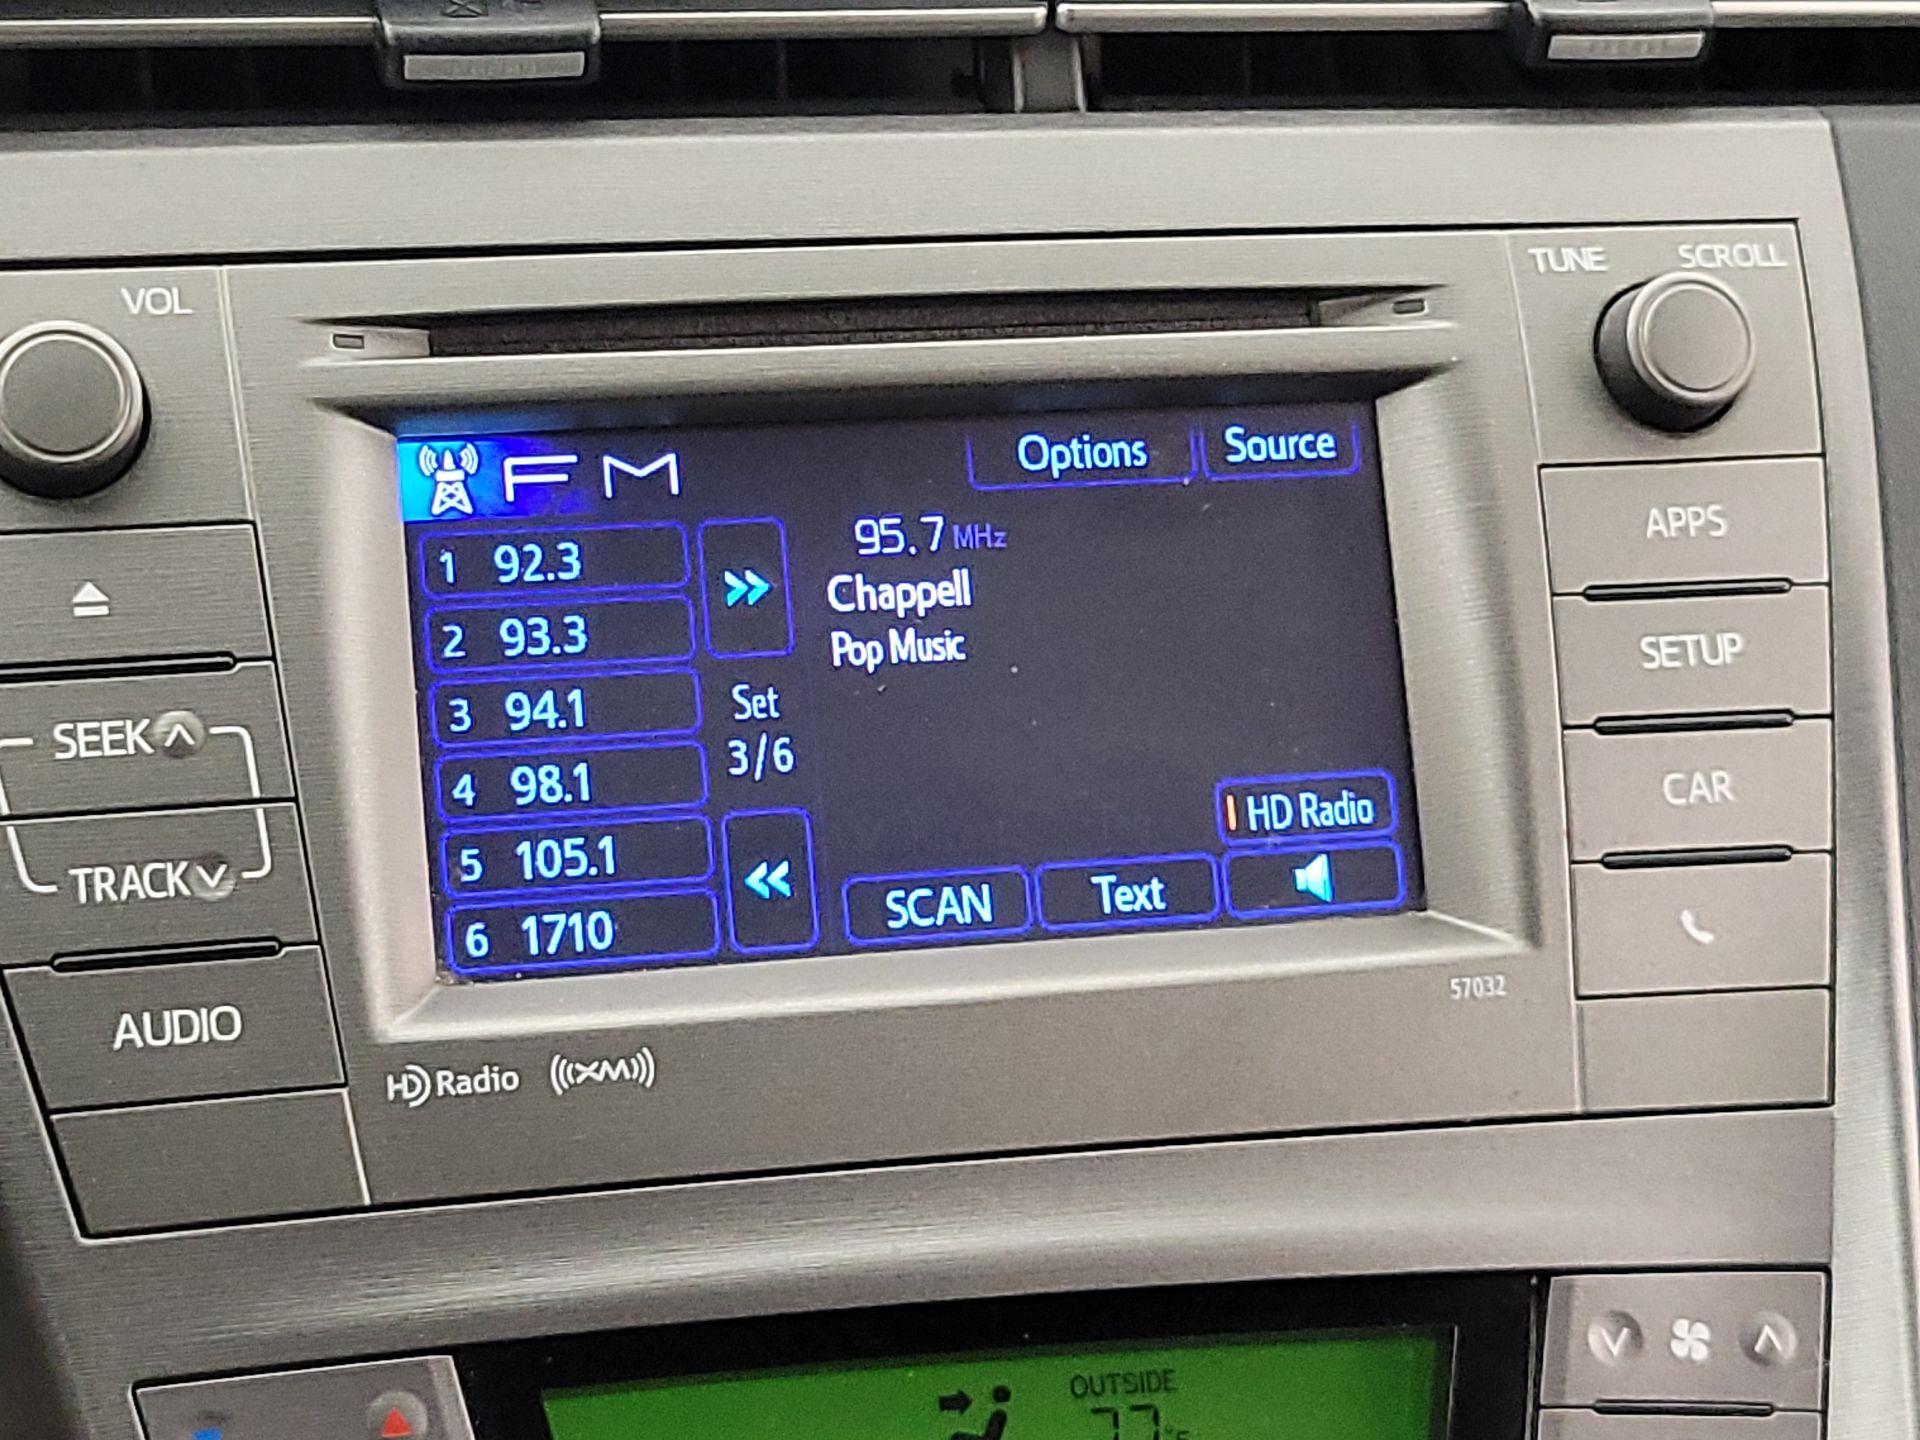 VOL
TUNE SCROLL
FM
Options
Source
1 92.3
2 93.3
3 94.1
4 98.1
5 105.1
6 1710
Set
3/6
95.7 MHz
Chappell
Pop Music
HD Radio
SCAN
Text
SEEK
TRACK
AUDIO
APPS
SETUP
CAR
57032
HD Radio
((XM))
OUTSIDE
77°F